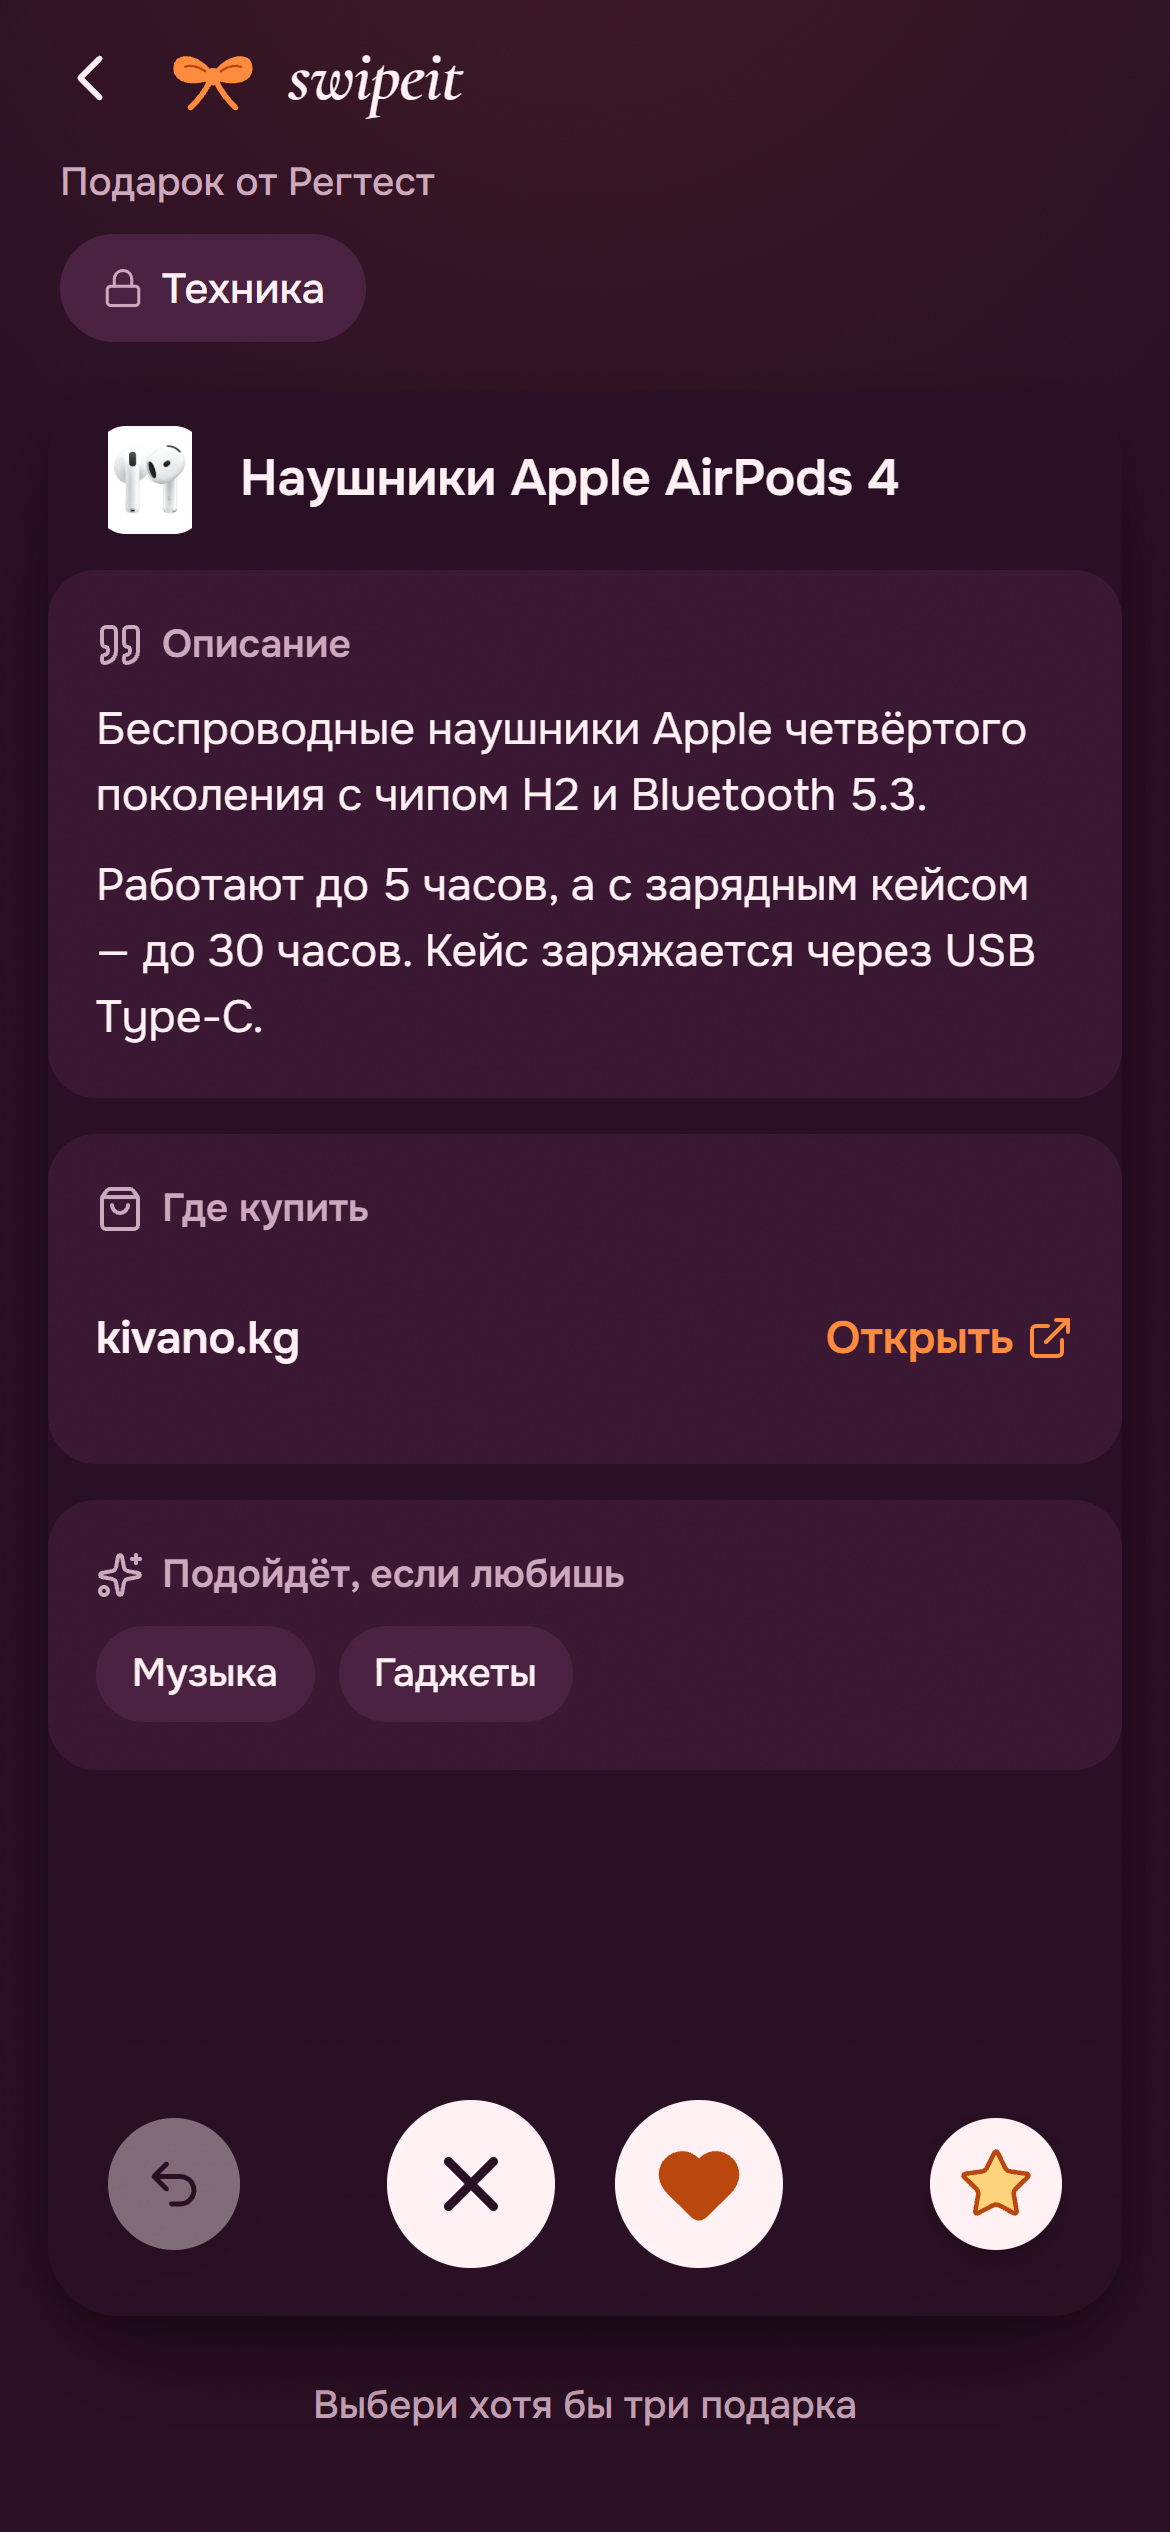 swipeit
Подарок от Регтест
Техника
Наушники Apple AirPods 4
Описание
Беспроводные наушники Apple четвёртого
поколения с чипом H2 и Bluetooth 5.3.
Работают до 5 часов, а с зарядным кейсом
— до 30 часов. Кейс заряжается через USB
Type-C.
Где купить
kivano.kg
Открыть
Подойдёт, если любишь
Музыка
Гаджеты
Выбери хотя бы три подарка